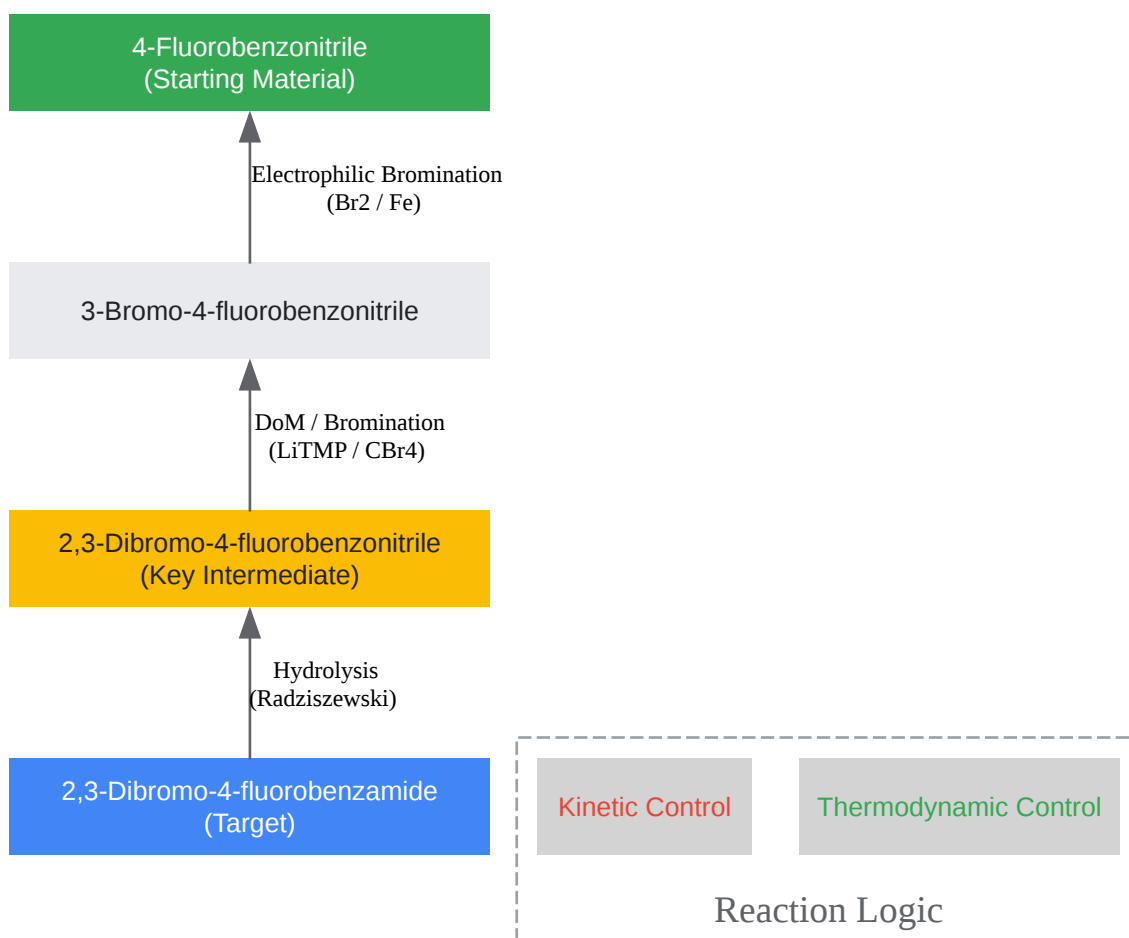 4-Fluorobenzonitrile
(Starting Material)
Electrophilic Bromination
(Br2 / Fe)
3-Bromo-4-fluorobenzonitrile
DoM / Bromination
(LiTMP / CBr4)
2,3-Dibromo-4-fluorobenzonitrile
(Key Intermediate)
Hydrolysis
(Radziszewski)
2,3-Dibromo-4-fluorobenzamide
(Target)
Kinetic Control
Thermodynamic Control
Reaction Logic